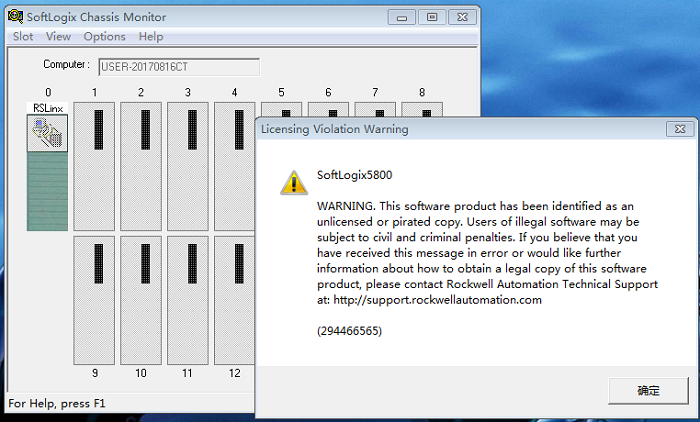 SoftLogix Chassis Monitor
Slot View Options Help
Computer : USER-20170816CT
0 1 2 3 4 5 6 7 8
RSLinx
9 10 11 12
For Help, press F1
Licensing Violation Warning
SoftLogix5800
WARNING. This software product has been identified as an
unlicensed or pirated copy. Users of illegal software may be
subject to civil and criminal penalties. If you believe that you
have received this message in error or would like further
information about how to obtain a legal copy of this software
product, please contact Rockwell Automation Technical Support
at: http://support.rockwellautomation.com
(294466565)
确定